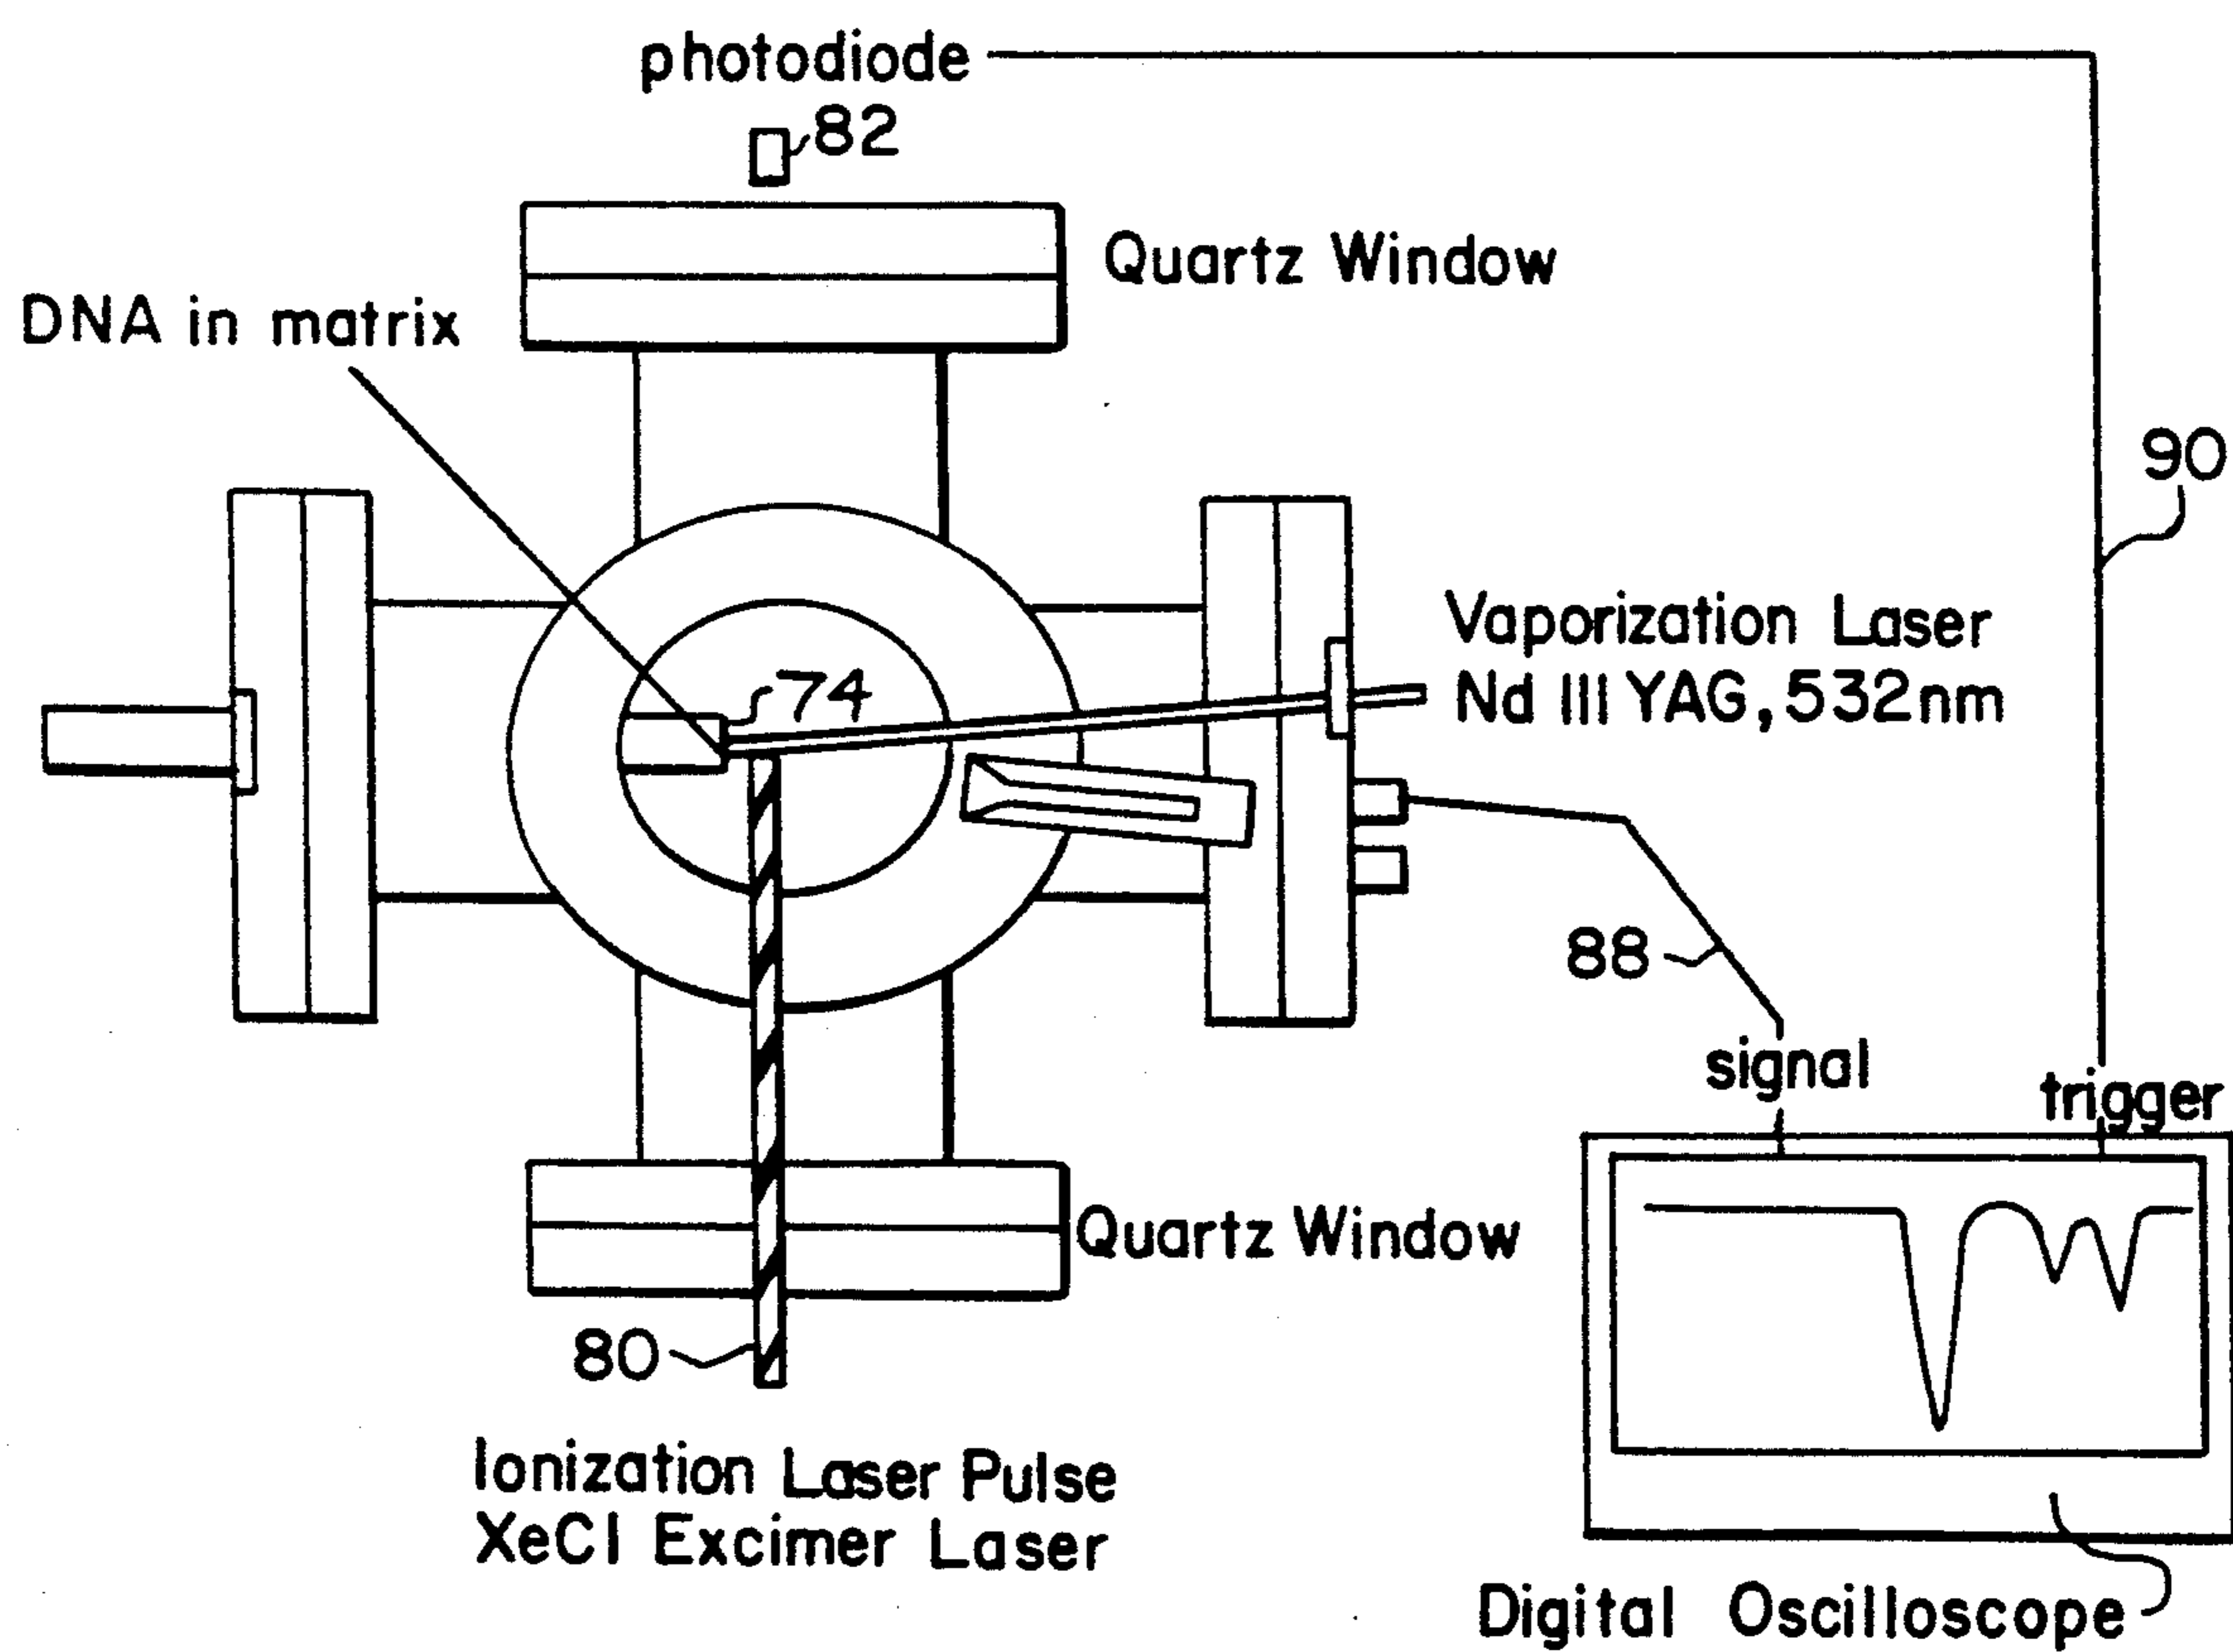 photodiode
82
Quartz Window
DNA in matrix
90
Vaporization Laser
Nd III YAG, 532nm
74
88
signal
trigger
Quartz Window
80
Ionization Laser Pulse
XeCl Excimer Laser
Digital Oscilloscope